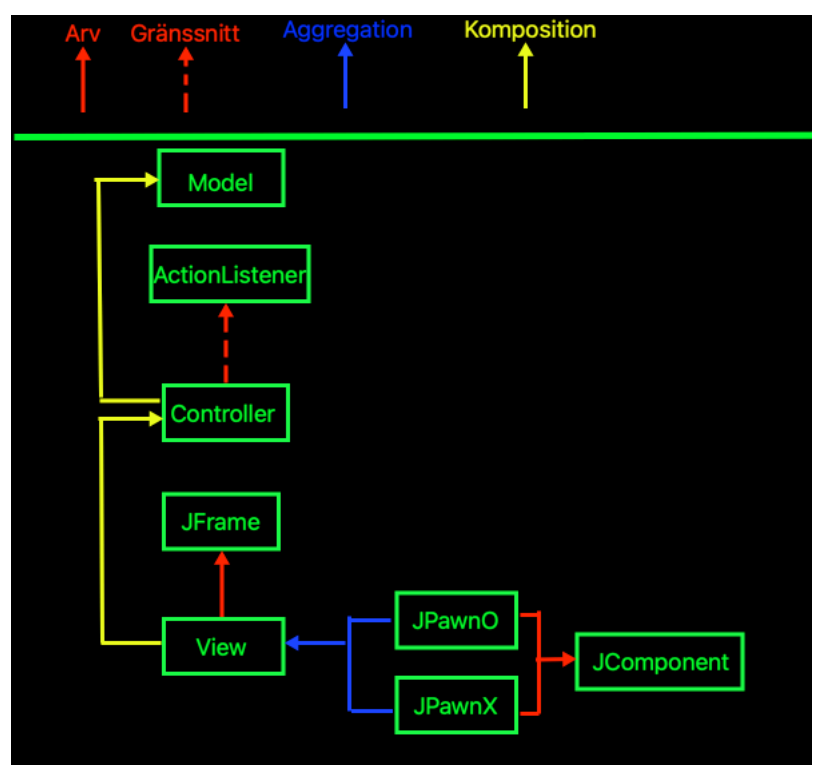 Arv Gränssnitt Aggregation Komposition
Model
ActionListener
Controller
JFrame
JPawnO
View
JComponent
JPawnX